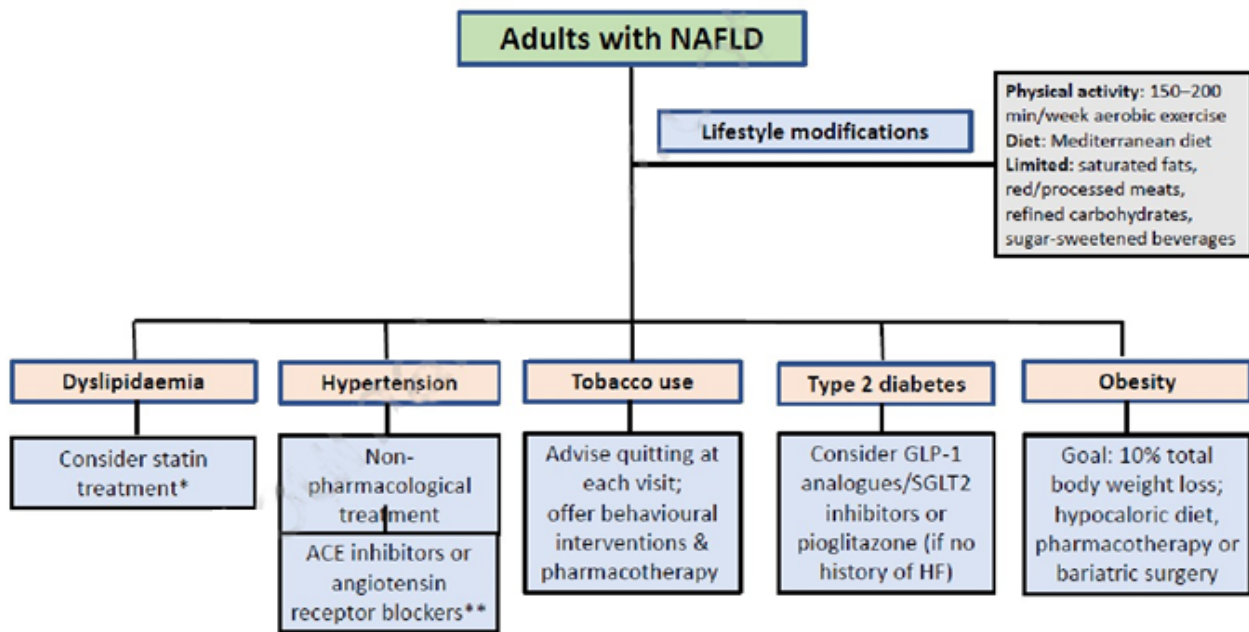 Adults with NAFLD
Lifestyle modifications
Physical activity: 150–200
min/week aerobic exercise
Diet: Mediterranean diet
Limited: saturated fats,
red/processed meats,
refined carbohydrates,
sugar-sweetened beverages
Dyslipidaemia
Consider statin
treatment*
Hypertension
Non-
pharmacological
treatment
ACE inhibitors or
angiotensin
receptor blockers**
Tobacco use
Advise quitting at
each visit;
offer behavioural
interventions &
pharmacotherapy
Type 2 diabetes
Consider GLP-1
analogues/SGLT2
inhibitors or
pioglitazone (if no
history of HF)
Obesity
Goal: 10% total
body weight loss;
hypocaloric diet,
pharmacotherapy or
bariatric surgery